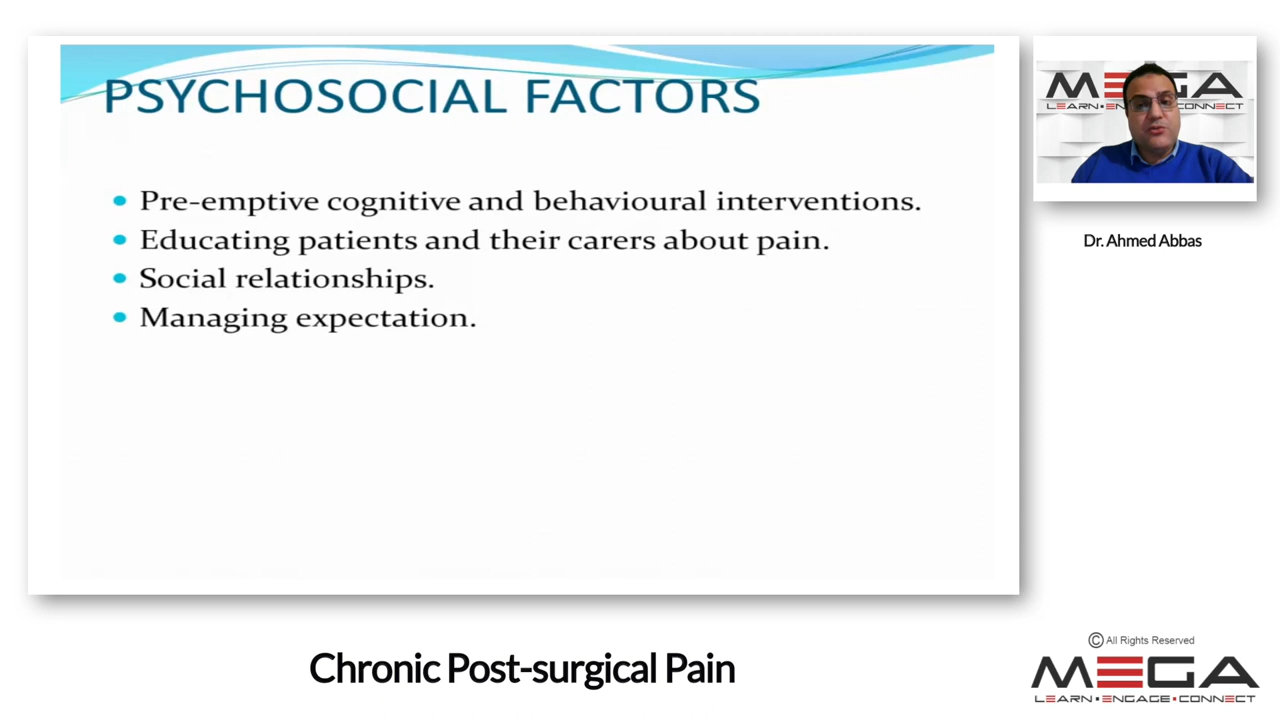 PSYCHOSOCIAL FACTORS
• Pre-emptive cognitive and behavioural interventions.
• Educating patients and their carers about pain.
• Social relationships.
• Managing expectation.
MEGA
LEARN▪ENGAGE▪CONNECT
Dr. Ahmed Abbas
Chronic Post-surgical Pain
© All Rights Reserved
MEGA
LEARN▪ENGAGE▪CONNECT